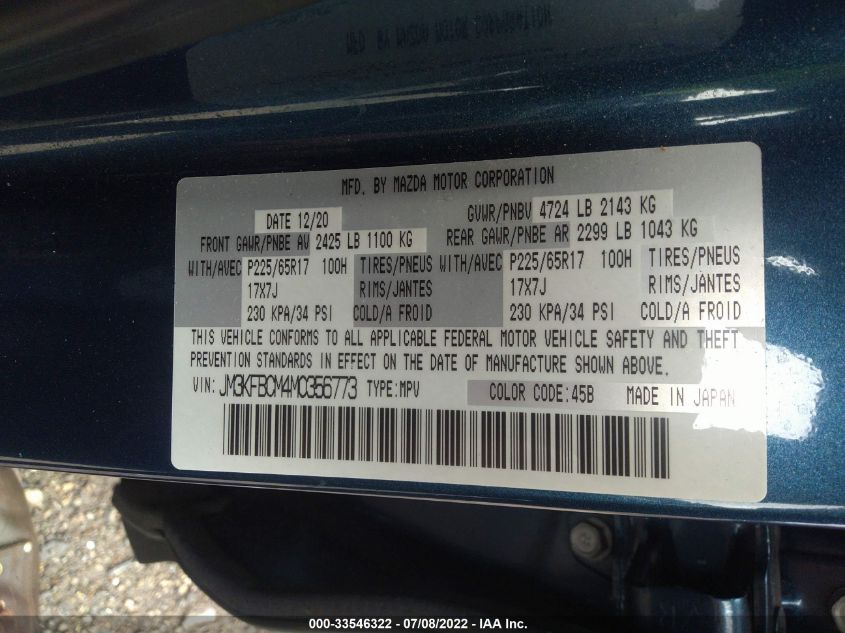 MFD. BY MAZDA MOTOR CORPORATION
DATE 12/20 GVWR/PNBV 4724 LB 2143 KG
FRONT GAWR/PNBE AV 2425 LB 1100 KG REAR GAWR/PNBE AR 2299 LB 1043 KG
WITH/AVEC P225/65R17 100H TIRES/PNEUS WITH/AVEC P225/65R17 100H TIRES/PNEUS
17X7J RIMS/JANTES 17X7J RIMS/JANTES
230 KPA/34 PSI COLD/A FROID 230 KPA/34 PSI COLD/A FROID
THIS VEHICLE CONFORMS TO ALL APPLICABLE FEDERAL MOTOR VEHICLE SAFETY AND THEFT
PREVENTION STANDARDS IN EFFECT ON THE DATE OF MANUFACTURE SHOWN ABOVE.
VIN: JM3KFBCM4M0356773 TYPE:MPV COLOR CODE:45B MADE IN JAPAN
000-33546322 - 07/08/2022 - IAA Inc.